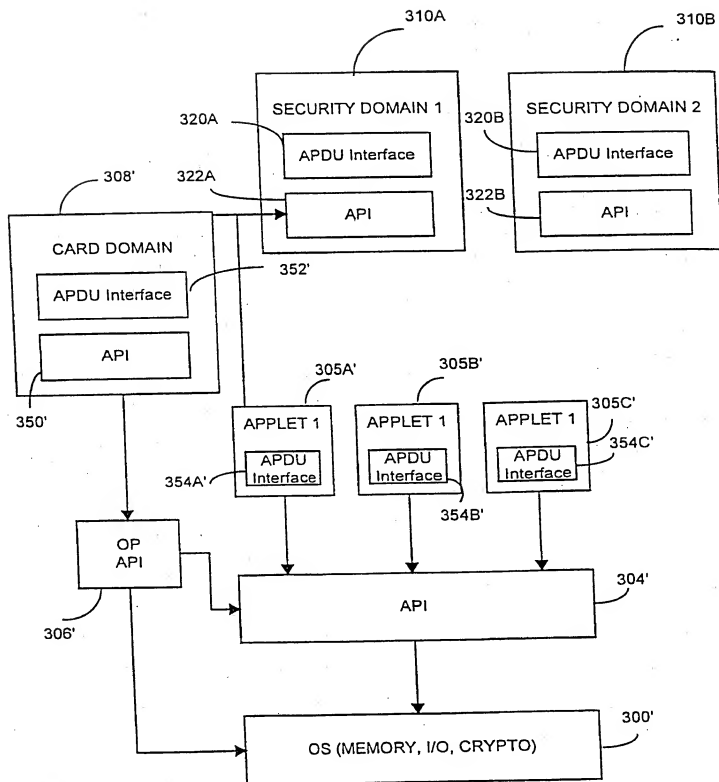 310A
310B
SECURITY DOMAIN 1
SECURITY DOMAIN 2
320A
320B
APDU Interface
APDU Interface
322A
322B
308'
API
API
CARD DOMAIN
352'
APDU Interface
API
350'
305A'
305B'
305C'
APPLET 1
APPLET 1
APPLET 1
354C'
APDU
Interface
APDU
Interface
APDU
Interface
354A'
354B'
OP
API
306'
API
304'
OS (MEMORY, I/O, CRYPTO)
300'